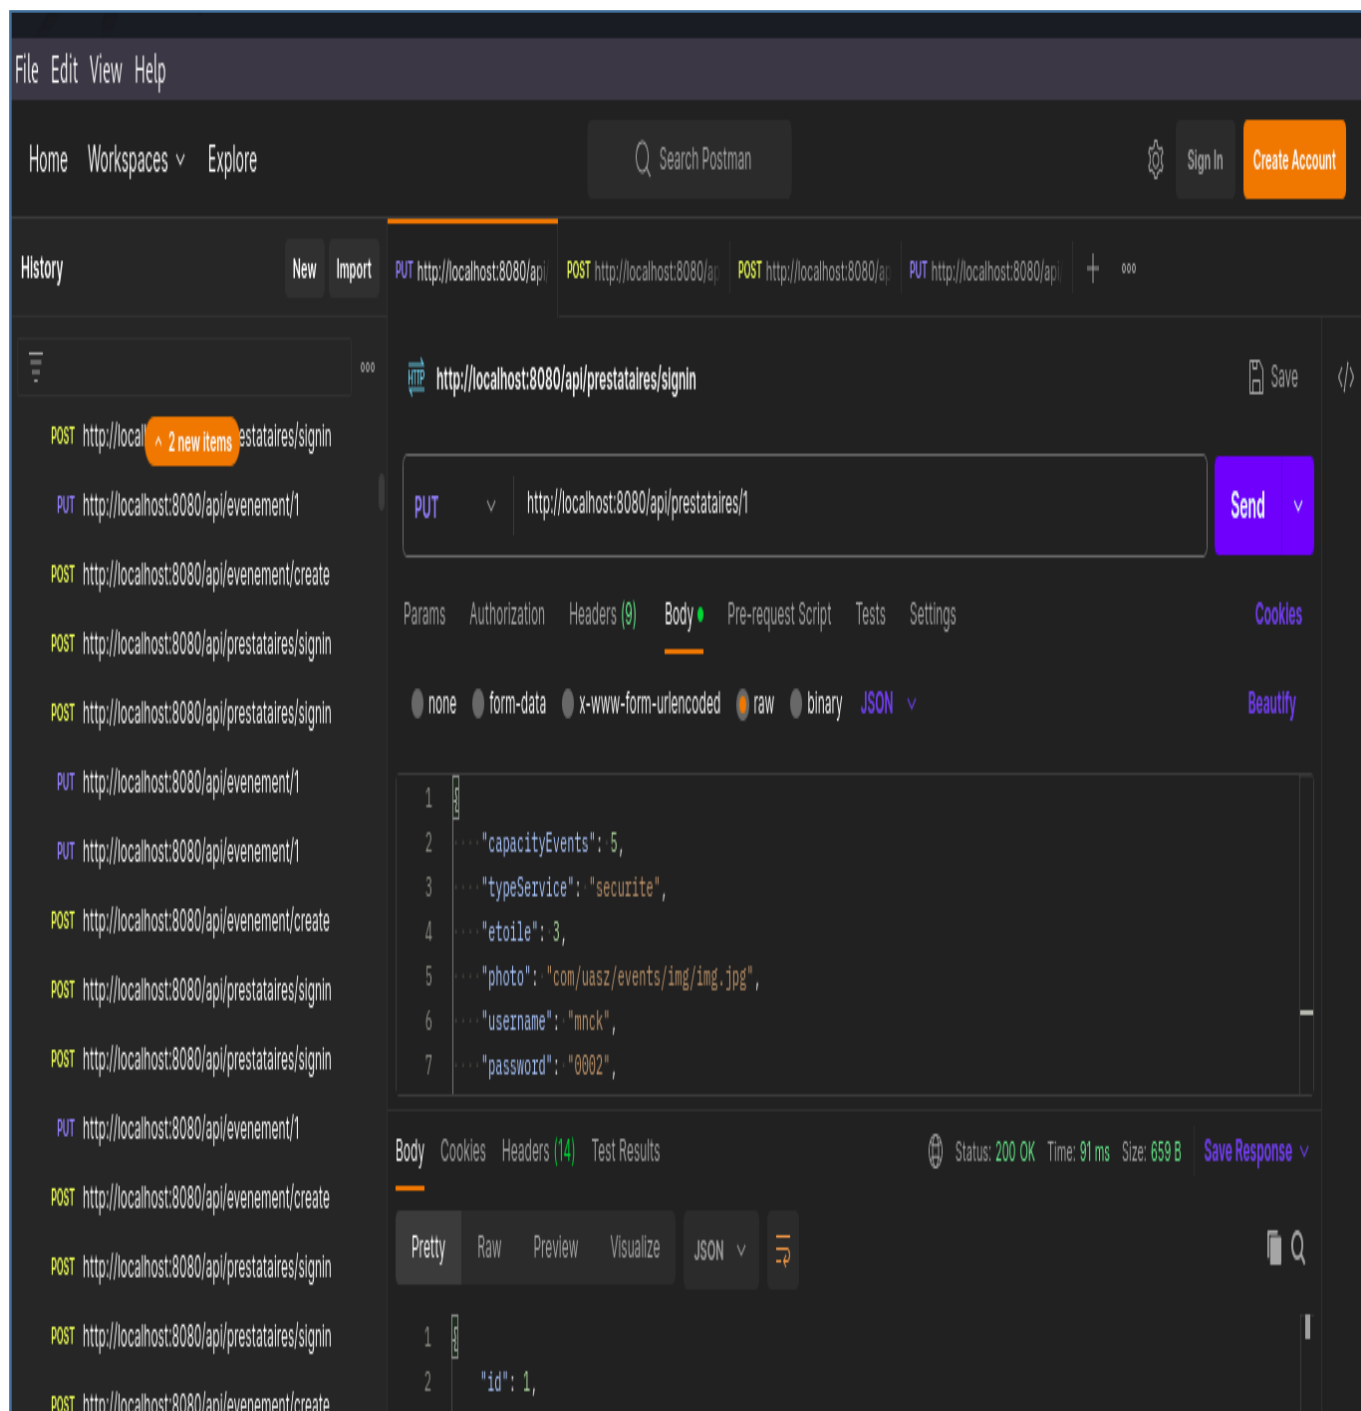 File Edit View Help
Home Workspaces Explore Search Postman Sign In Create Account
History New Import
PUT http://localhost:8080/api/ POST http://localhost:8080/ap POST http://localhost:8080/ap PUT http://localhost:8080/api
http://localhost:8080/api/prestataires/signin Save </>
POST http://local estataires/signin
2 new items
PUT http://localhost:8080/api/evenement/1
POST http://localhost:8080/api/evenement/create
POST http://localhost:8080/api/prestataires/signin
POST http://localhost:8080/api/prestataires/signin
PUT http://localhost:8080/api/evenement/1
PUT http://localhost:8080/api/evenement/1
POST http://localhost:8080/api/evenement/create
POST http://localhost:8080/api/prestataires/signin
POST http://localhost:8080/api/prestataires/signin
PUT http://localhost:8080/api/evenement/1
POST http://localhost:8080/api/evenement/create
POST http://localhost:8080/api/prestataires/signin
POST http://localhost:8080/api/prestataires/signin
POST http://localhost:8080/api/evenement/create
PUT http://localhost:8080/api/prestataires/1 Send
Params Authorization Headers (9) Body Pre-request Script Tests Settings Cookies
none form-data x-www-form-urlencoded raw binary JSON Beautify
1 {
2 "capacityEvents": 5,
3 "typeService": "securite",
4 "etoile": 3,
5 "photo": "com/uasz/events/img/img.jpg",
6 "username": "mnck",
7 "password": "0002",
Body Cookies Headers (14) Test Results Status: 200 OK Time: 91 ms Size: 659 B Save Response
Pretty Raw Preview Visualize JSON
1 {
2 "id": 1,